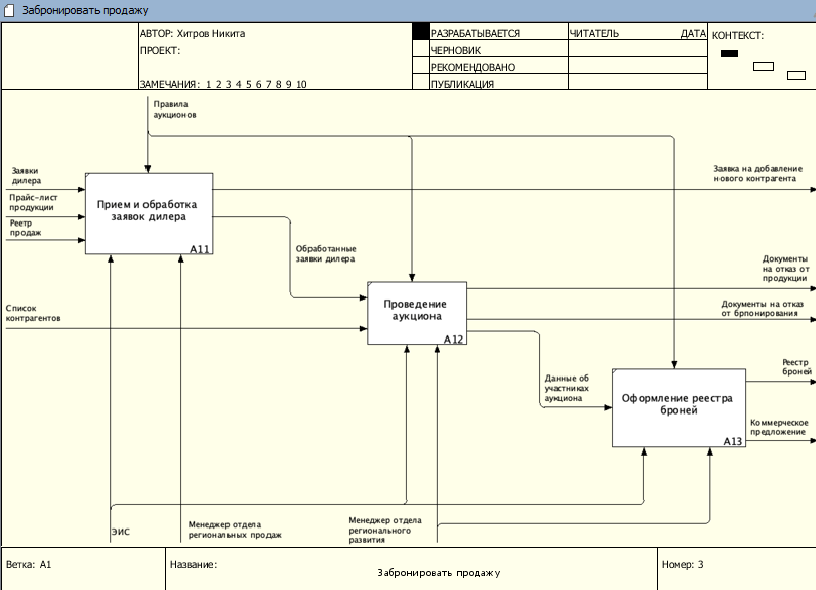 Забронировать продажу
АВТОР: Хитров Никита
ПРОЕКТ:
ЗАМЕЧАНИЯ: 1 2 3 4 5 6 7 8 9 10
РАЗРАБАТЫВАЕТСЯ
ЧЕРНОВИК
РЕКОМЕНДОВАНО
ПУБЛИКАЦИЯ
ЧИТАТЕЛЬ
ДАТА
КОНТЕКСТ:
Правила
аукционов
Заявки
дилера
Прайс-лист
продукции
Реетр
продаж
Прием и обработка
заявок дилера
A11
Заявка на добавление
нового контрагента
Обработанные
заявки дилера
Список
контрагентов
Проведение
аукциона
A12
Документы
на отказ от
продукции
Документы на отказ
от брпонирования
Данные об
участниках
аукциона
Оформление реестра
броней
A13
Реестр
броней
Коммерческое
предложение
ЭИС
Менеджер отдела
региональных продаж
Менеджер отдела
регионального
развития
Ветка: A1
Название:
Забронировать продажу
Номер: 3